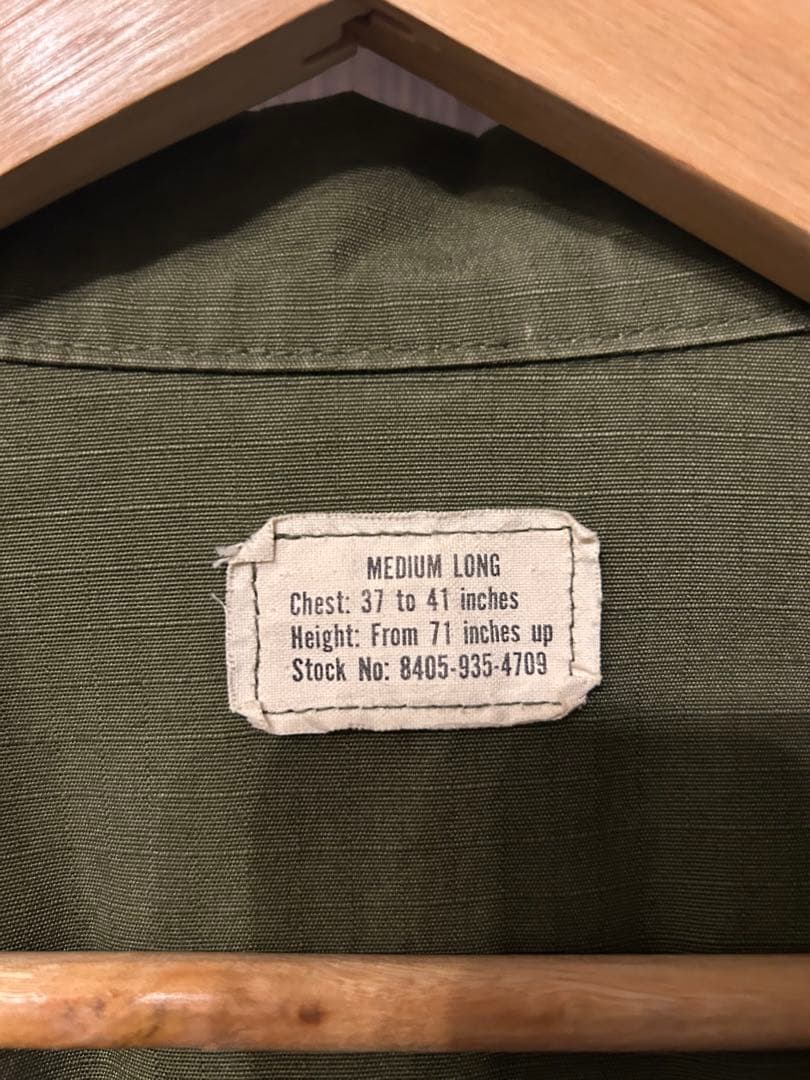 MEDIUM LONG
Chest: 37 to 41 inches
Height: From 71 inches up
Stock No: 8405-935-4709